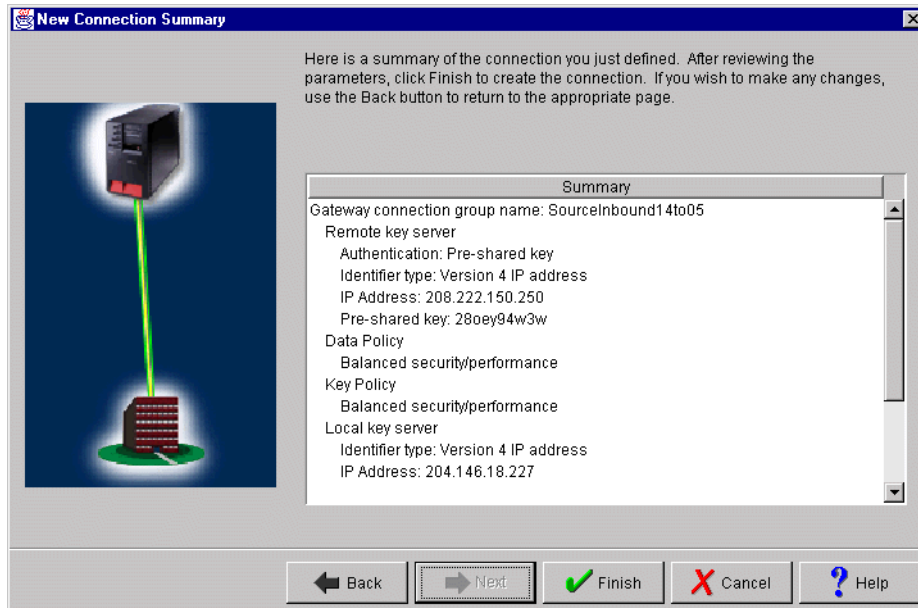 New Connection Summary
Here is a summary of the connection you just defined. After reviewing the
parameters, click Finish to create the connection. If you wish to make any changes,
use the Back button to return to the appropriate page.
Summary
Gateway connection group name: SourceInbound14to05
Remote key server
Authentication: Pre-shared key
Identifier type: Version 4 IP address
IP Address: 208.222.150.250
Pre-shared key: 28oey94w3w
Data Policy
Balanced security/performance
Key Policy
Balanced security/performance
Local key server
Identifier type: Version 4 IP address
IP Address: 204.146.18.227
Back
Next
Finish
Cancel
Help